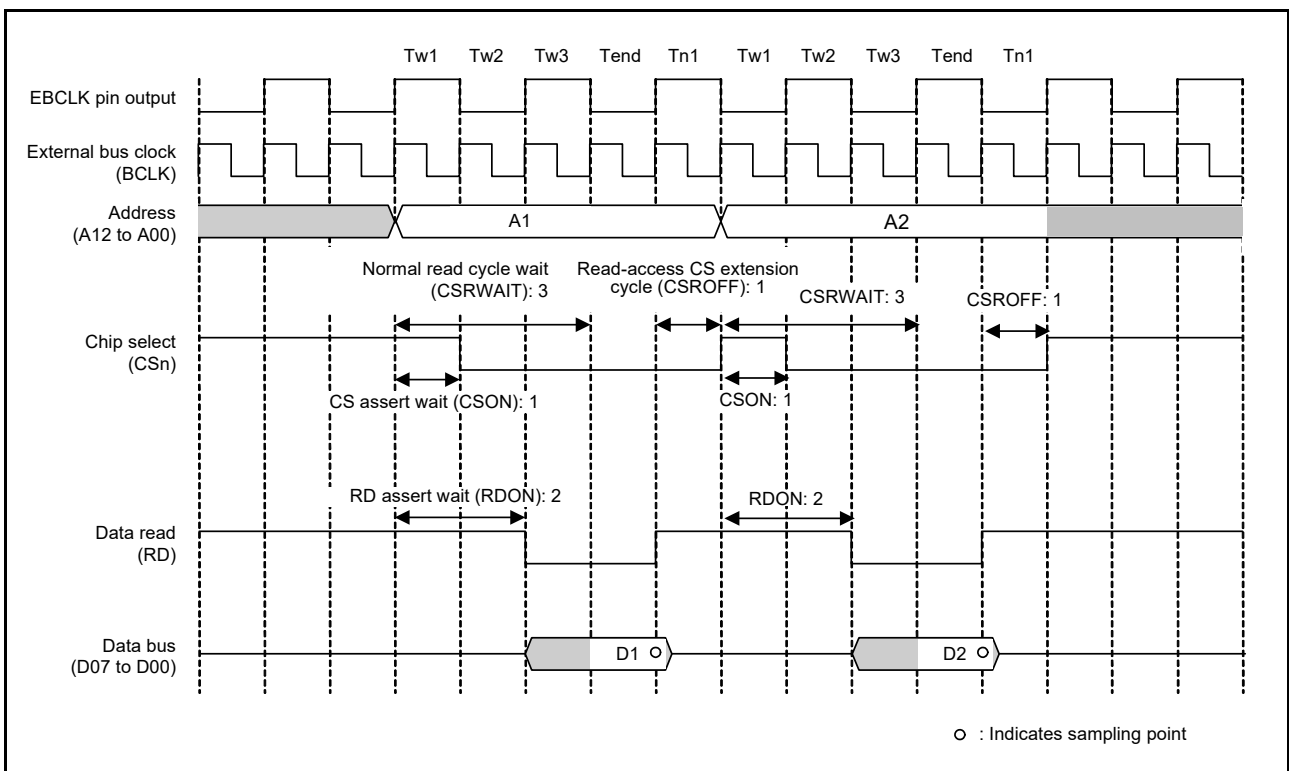 Tw1 Tw2 Tw3 Tend Tn1 Tw1 Tw2 Tw3 Tend Tn1
EBCLK pin output
External bus clock
(BCLK)
Address
(A12 to A00)
A1
A2
Normal read cycle wait
(CSRWAIT): 3
Read-access CS extension
cycle (CSROFF): 1
CSRWAIT: 3
CSROFF: 1
Chip select
(CSn)
CS assert wait (CSON): 1
CSON: 1
RD assert wait (RDON): 2
RDON: 2
Data read
(RD)
Data bus
(D07 to D00)
D1
D2
: Indicates sampling point